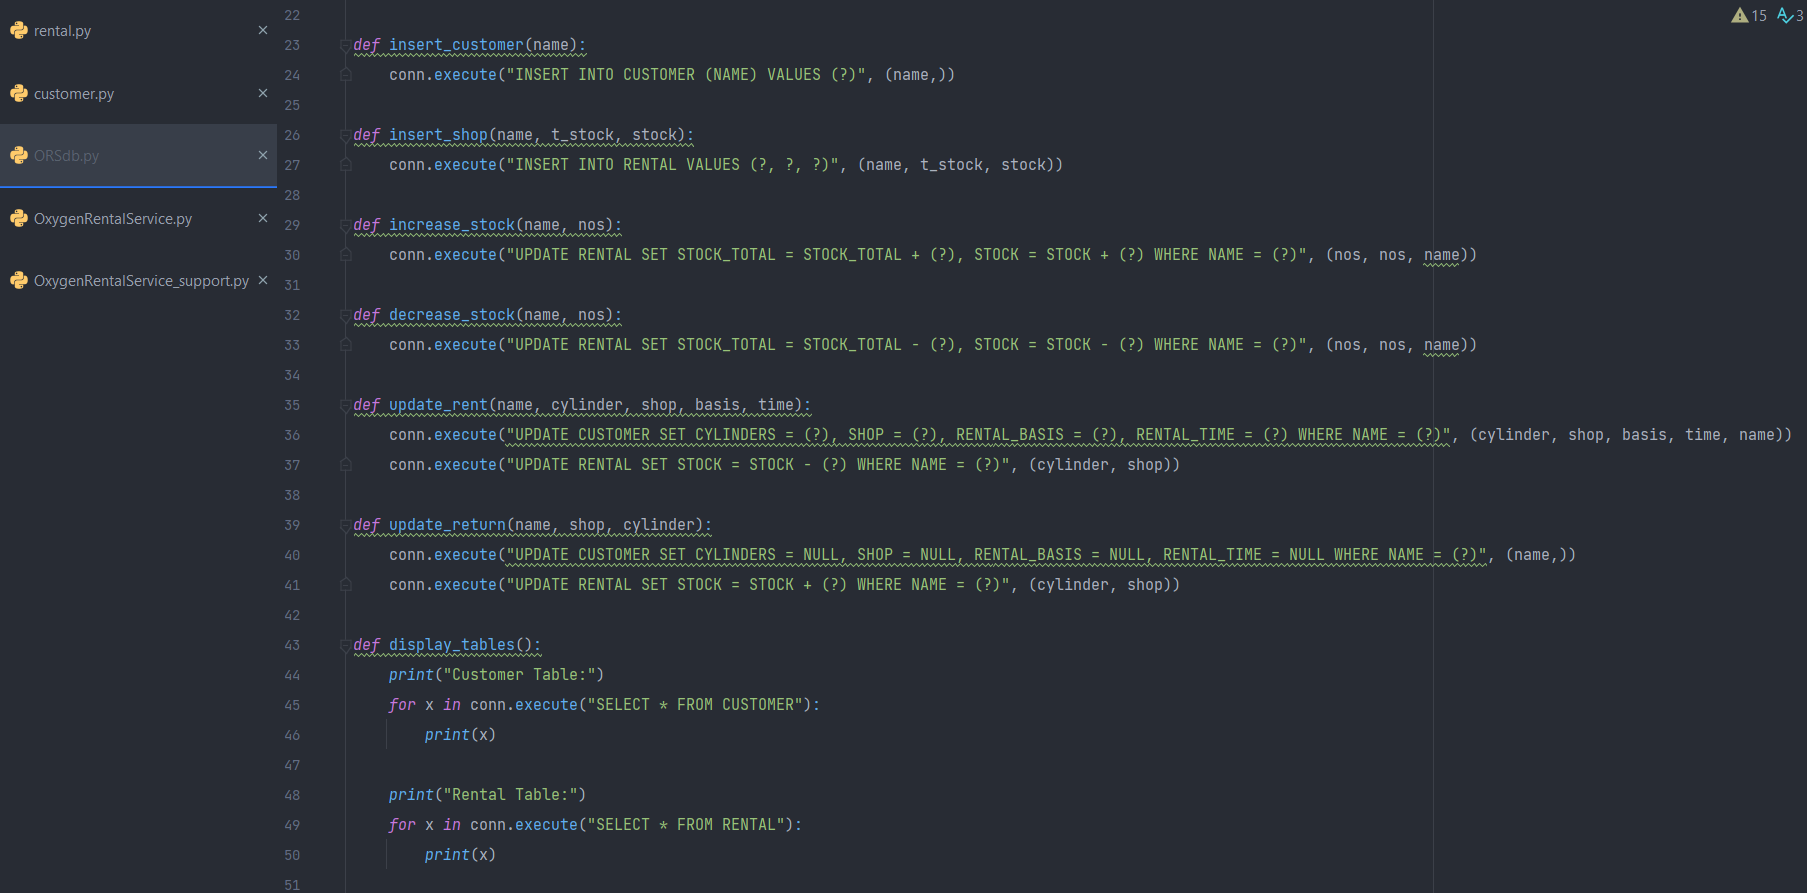 rental.py
customer.py
ORSdb.py
OxygenRentalService.py
OxygenRentalService_support.py
15 3
22
23 def insert_customer(name):
24     conn.execute("INSERT INTO CUSTOMER (NAME) VALUES (?)", (name,))
25
26 def insert_shop(name, t_stock, stock):
27     conn.execute("INSERT INTO RENTAL VALUES (?, ?, ?)", (name, t_stock, stock))
28
29 def increase_stock(name, nos):
30     conn.execute("UPDATE RENTAL SET STOCK_TOTAL = STOCK_TOTAL + (?), STOCK = STOCK + (?) WHERE NAME = (?)", (nos, nos, name))
31
32 def decrease_stock(name, nos):
33     conn.execute("UPDATE RENTAL SET STOCK_TOTAL = STOCK_TOTAL - (?), STOCK = STOCK - (?) WHERE NAME = (?)", (nos, nos, name))
34
35 def update_rent(name, cylinder, shop, basis, time):
36     conn.execute("UPDATE CUSTOMER SET CYLINDERS = (?), SHOP = (?), RENTAL_BASIS = (?), RENTAL_TIME = (?) WHERE NAME = (?)", (cylinder, shop, basis, time, name))
37     conn.execute("UPDATE RENTAL SET STOCK = STOCK - (?) WHERE NAME = (?)", (cylinder, shop))
38
39 def update_return(name, shop, cylinder):
40     conn.execute("UPDATE CUSTOMER SET CYLINDERS = NULL, SHOP = NULL, RENTAL_BASIS = NULL, RENTAL_TIME = NULL WHERE NAME = (?)", (name,))
41     conn.execute("UPDATE RENTAL SET STOCK = STOCK + (?) WHERE NAME = (?)", (cylinder, shop))
42
43 def display_tables():
44     print("Customer Table:")
45     for x in conn.execute("SELECT * FROM CUSTOMER"):
46         print(x)
47
48     print("Rental Table:")
49     for x in conn.execute("SELECT * FROM RENTAL"):
50         print(x)
51